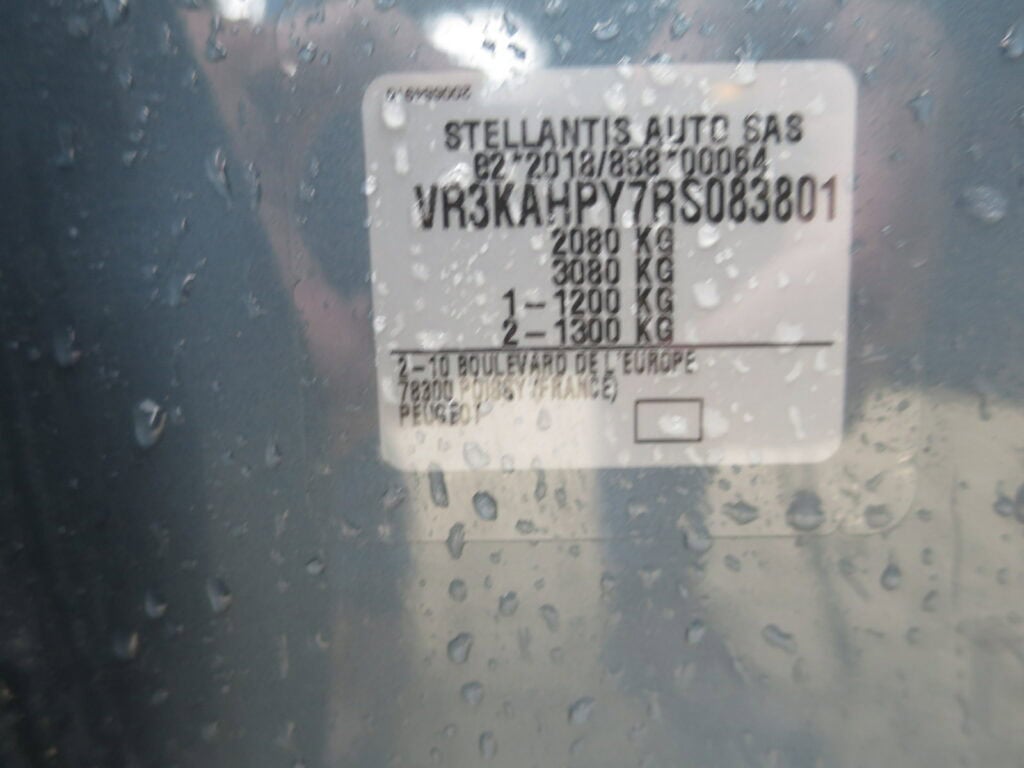 STELLANTIS AUTO SAS
e2*2018/858*00064
VR3KAHPY7RS083801
2080 KG
3080 KG
1-1200 KG
2-1300 KG
2-10 BOULEVARD DE L'EUROPE
78300 POISSY (FRANCE)
PEUGEOT